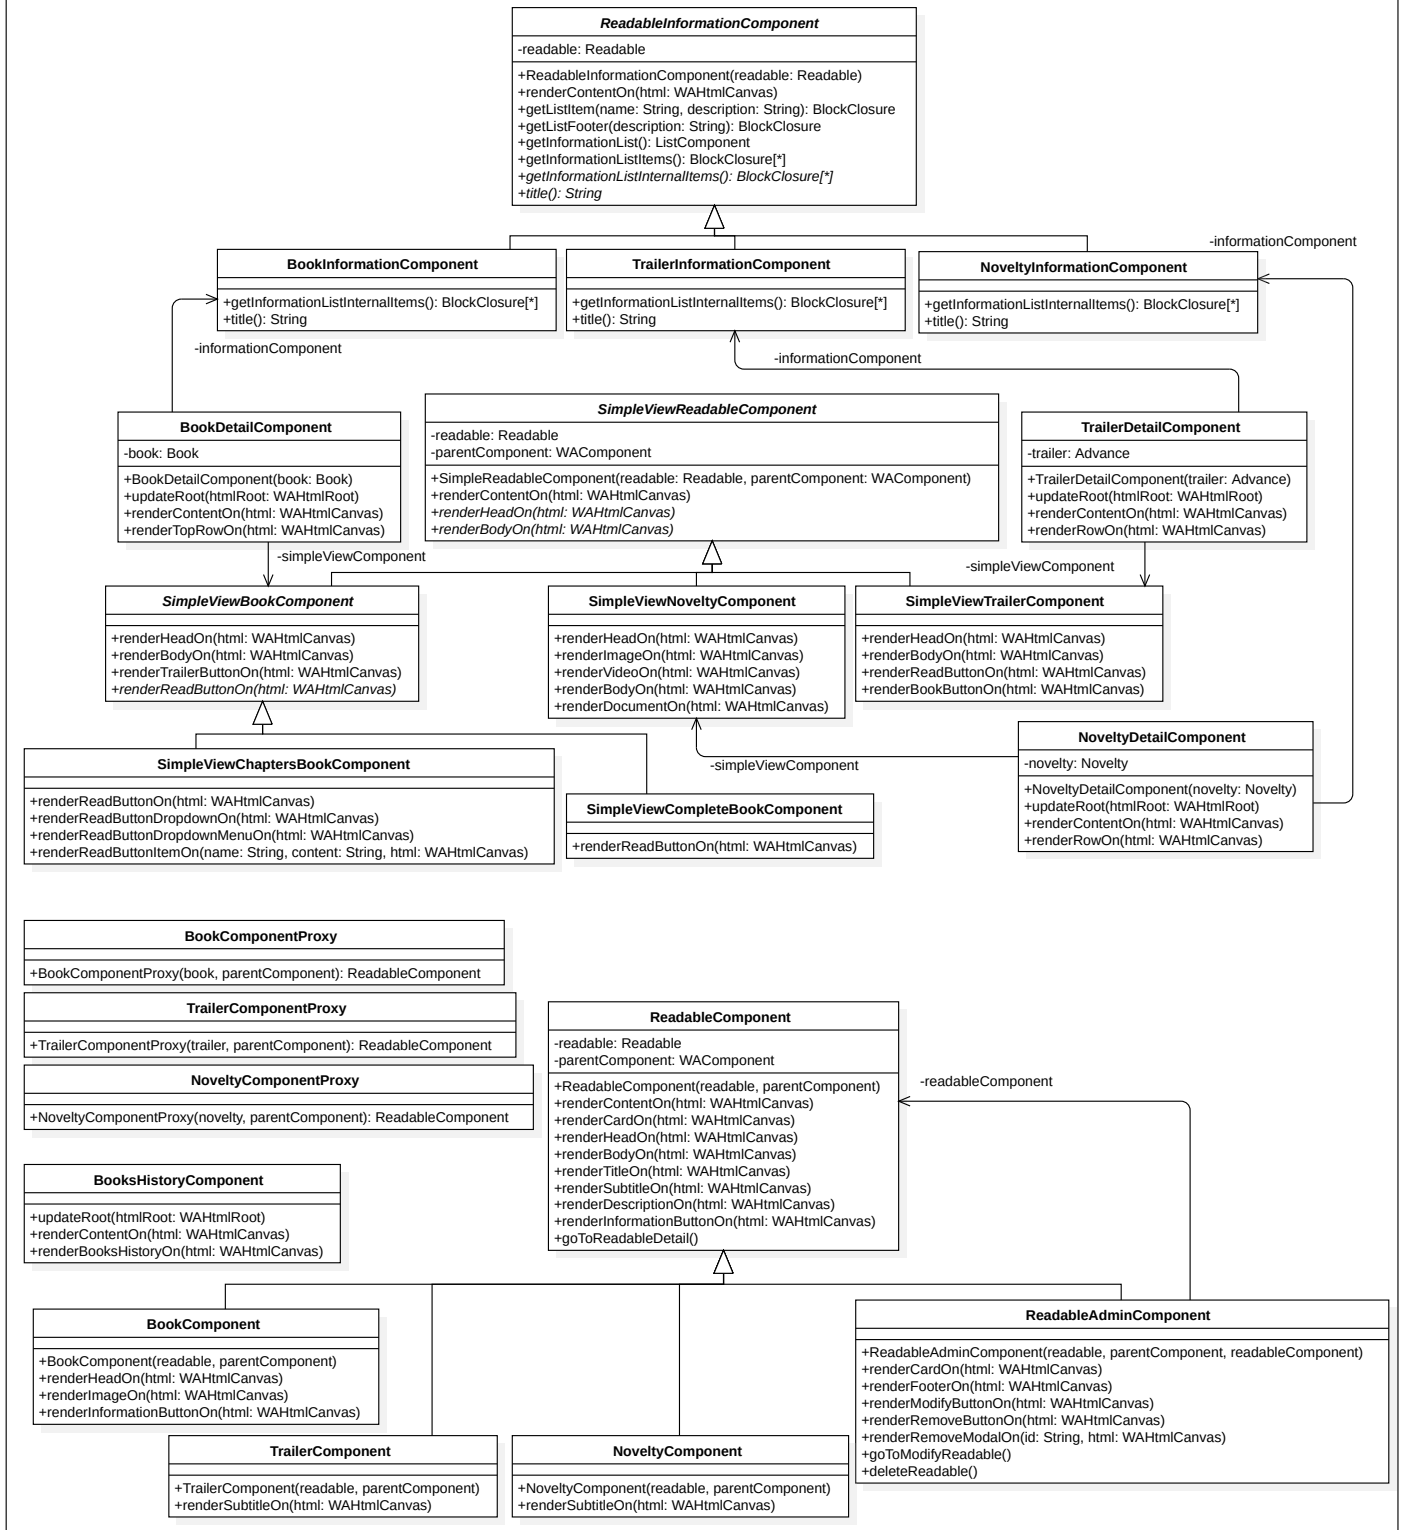 ReadableInformationComponent
-readable: Readable
+ReadableInformationComponent(readable: Readable)
+renderContentOn(html: WAHtmlCanvas)
+getListItem(name: String, description: String): BlockClosure
+getListFooter(description: String): BlockClosure
+getInformationList(): ListComponent
+getInformationListItems(): BlockClosure[*]
+getInformationListInternalItems(): BlockClosure[*]
+title(): String
-informationComponent
BookInformationComponent
+getInformationListInternalItems(): BlockClosure[*]
+title(): String
TrailerInformationComponent
+getInformationListInternalItems(): BlockClosure[*]
+title(): String
NoveltyInformationComponent
+getInformationListInternalItems(): BlockClosure[*]
+title(): String
-informationComponent
-informationComponent
BookDetailComponent
-book: Book
+BookDetailComponent(book: Book)
+updateRoot(htmlRoot: WAHtmlRoot)
+renderContentOn(html: WAHtmlCanvas)
+renderTopRowOn(html: WAHtmlCanvas)
SimpleViewReadableComponent
-readable: Readable
-parentComponent: WAComponent
+SimpleReadableComponent(readable: Readable, parentComponent: WAComponent)
+renderContentOn(html: WAHtmlCanvas)
+renderHeadOn(html: WAHtmlCanvas)
+renderBodyOn(html: WAHtmlCanvas)
TrailerDetailComponent
-trailer: Advance
+TrailerDetailComponent(trailer: Advance)
+updateRoot(htmlRoot: WAHtmlRoot)
+renderContentOn(html: WAHtmlCanvas)
+renderRowOn(html: WAHtmlCanvas)
-simpleViewComponent
-simpleViewComponent
SimpleViewBookComponent
+renderHeadOn(html: WAHtmlCanvas)
+renderBodyOn(html: WAHtmlCanvas)
+renderTrailerButtonOn(html: WAHtmlCanvas)
+renderReadButtonOn(html: WAHtmlCanvas)
SimpleViewNoveltyComponent
+renderHeadOn(html: WAHtmlCanvas)
+renderImageOn(html: WAHtmlCanvas)
+renderVideoOn(html: WAHtmlCanvas)
+renderBodyOn(html: WAHtmlCanvas)
+renderDocumentOn(html: WAHtmlCanvas)
SimpleViewTrailerComponent
+renderHeadOn(html: WAHtmlCanvas)
+renderBodyOn(html: WAHtmlCanvas)
+renderReadButtonOn(html: WAHtmlCanvas)
+renderBookButtonOn(html: WAHtmlCanvas)
SimpleViewChaptersBookComponent
+renderReadButtonOn(html: WAHtmlCanvas)
+renderReadButtonDropdownOn(html: WAHtmlCanvas)
+renderReadButtonDropdownMenuOn(html: WAHtmlCanvas)
+renderReadButtonItemOn(name: String, content: String, html: WAHtmlCanvas)
SimpleViewCompleteBookComponent
+renderReadButtonOn(html: WAHtmlCanvas)
-simpleViewComponent
NoveltyDetailComponent
-novelty: Novelty
+NoveltyDetailComponent(novelty: Novelty)
+updateRoot(htmlRoot: WAHtmlRoot)
+renderContentOn(html: WAHtmlCanvas)
+renderRowOn(html: WAHtmlCanvas)
BookComponentProxy
+BookComponentProxy(book, parentComponent): ReadableComponent
TrailerComponentProxy
+TrailerComponentProxy(trailer, parentComponent): ReadableComponent
NoveltyComponentProxy
+NoveltyComponentProxy(novelty, parentComponent): ReadableComponent
BooksHistoryComponent
+updateRoot(htmlRoot: WAHtmlRoot)
+renderContentOn(html: WAHtmlCanvas)
+renderBooksHistoryOn(html: WAHtmlCanvas)
ReadableComponent
-readable: Readable
-parentComponent: WAComponent
+ReadableComponent(readable, parentComponent)
+renderContentOn(html: WAHtmlCanvas)
+renderCardOn(html: WAHtmlCanvas)
+renderHeadOn(html: WAHtmlCanvas)
+renderBodyOn(html: WAHtmlCanvas)
+renderTitleOn(html: WAHtmlCanvas)
+renderSubtitleOn(html: WAHtmlCanvas)
+renderDescriptionOn(html: WAHtmlCanvas)
+renderInformationButtonOn(html: WAHtmlCanvas)
+goToReadableDetail()
-readableComponent
BookComponent
+BookComponent(readable, parentComponent)
+renderHeadOn(html: WAHtmlCanvas)
+renderImageOn(html: WAHtmlCanvas)
+renderInformationButtonOn(html: WAHtmlCanvas)
ReadableAdminComponent
+ReadableAdminComponent(readable, parentComponent, readableComponent)
+renderCardOn(html: WAHtmlCanvas)
+renderFooterOn(html: WAHtmlCanvas)
+renderModifyButtonOn(html: WAHtmlCanvas)
+renderRemoveButtonOn(html: WAHtmlCanvas)
+renderRemoveModalOn(id: String, html: WAHtmlCanvas)
+goToModifyReadable()
+deleteReadable()
TrailerComponent
+TrailerComponent(readable, parentComponent)
+renderSubtitleOn(html: WAHtmlCanvas)
NoveltyComponent
+NoveltyComponent(readable, parentComponent)
+renderSubtitleOn(html: WAHtmlCanvas)